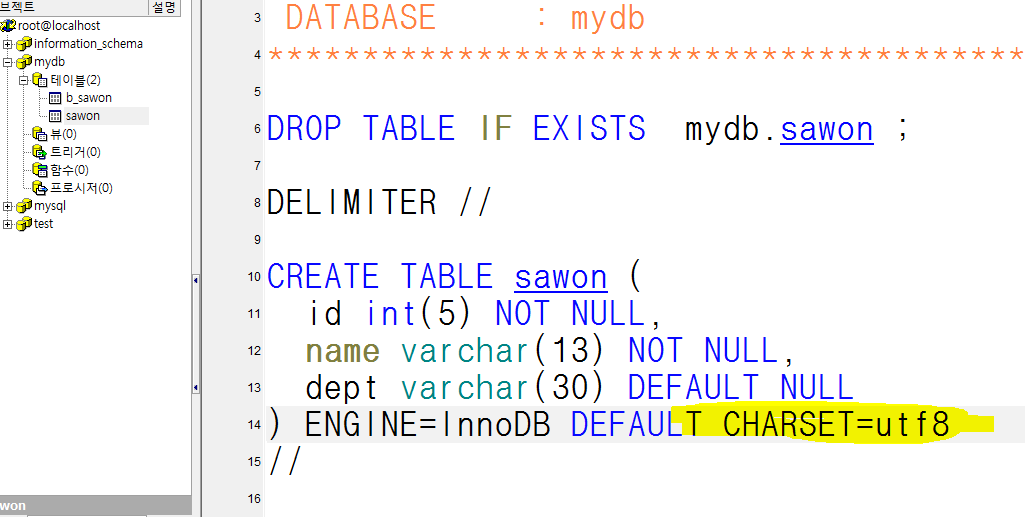 브젝트 설명
root@localhost
information_schema
mydb
테이블(2)
b_sawon
sawon
뷰(0)
트리거(0)
함수(0)
프로시저(0)
mysql
test
won
3 DATABASE : mydb
4 ****************************************
5
6 DROP TABLE IF EXISTS mydb.sawon ;
7
8 DELIMITER //
9
10 CREATE TABLE sawon (
11 id int(5) NOT NULL,
12 name varchar(13) NOT NULL,
13 dept varchar(30) DEFAULT NULL
14 ) ENGINE=InnoDB DEFAULT CHARSET=utf8
15 //
16